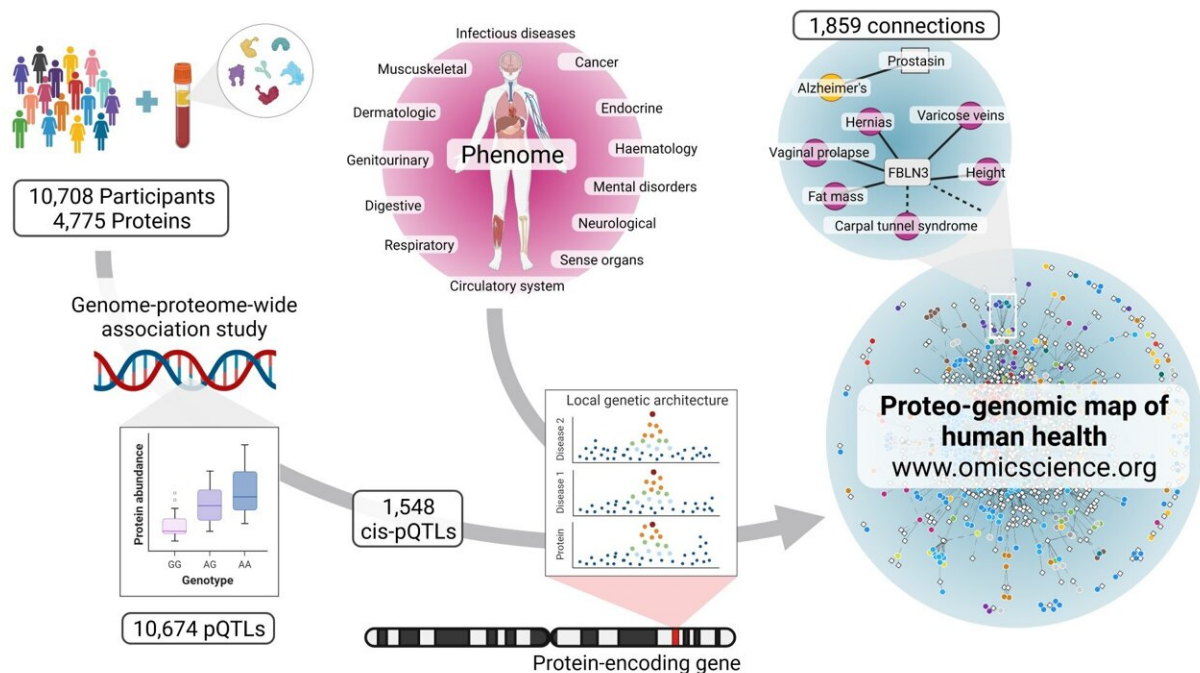 10,708 Participants
4,775 Proteins
Genome-proteome-wide
association study
Protein abundance
GG AG AA
Genotype
10,674 pQTLs
1,548
cis-pQTLs
Infectious diseases
Muscuskeletal
Cancer
Dermatologic
Endocrine
Genitourinary
Phenome
Haematology
Mental disorders
Digestive
Neurological
Respiratory
Sense organs
Circulatory system
Local genetic architecture
Disease 2
Disease 1
Protein
Protein-encoding gene
1,859 connections
Prostasin
Alzheimer's
Hernias
Varicose veins
Vaginal prolapse
FBLN3
Height
Fat mass
Carpal tunnel syndrome
Proteo-genomic map of
human health
www.omicscience.org